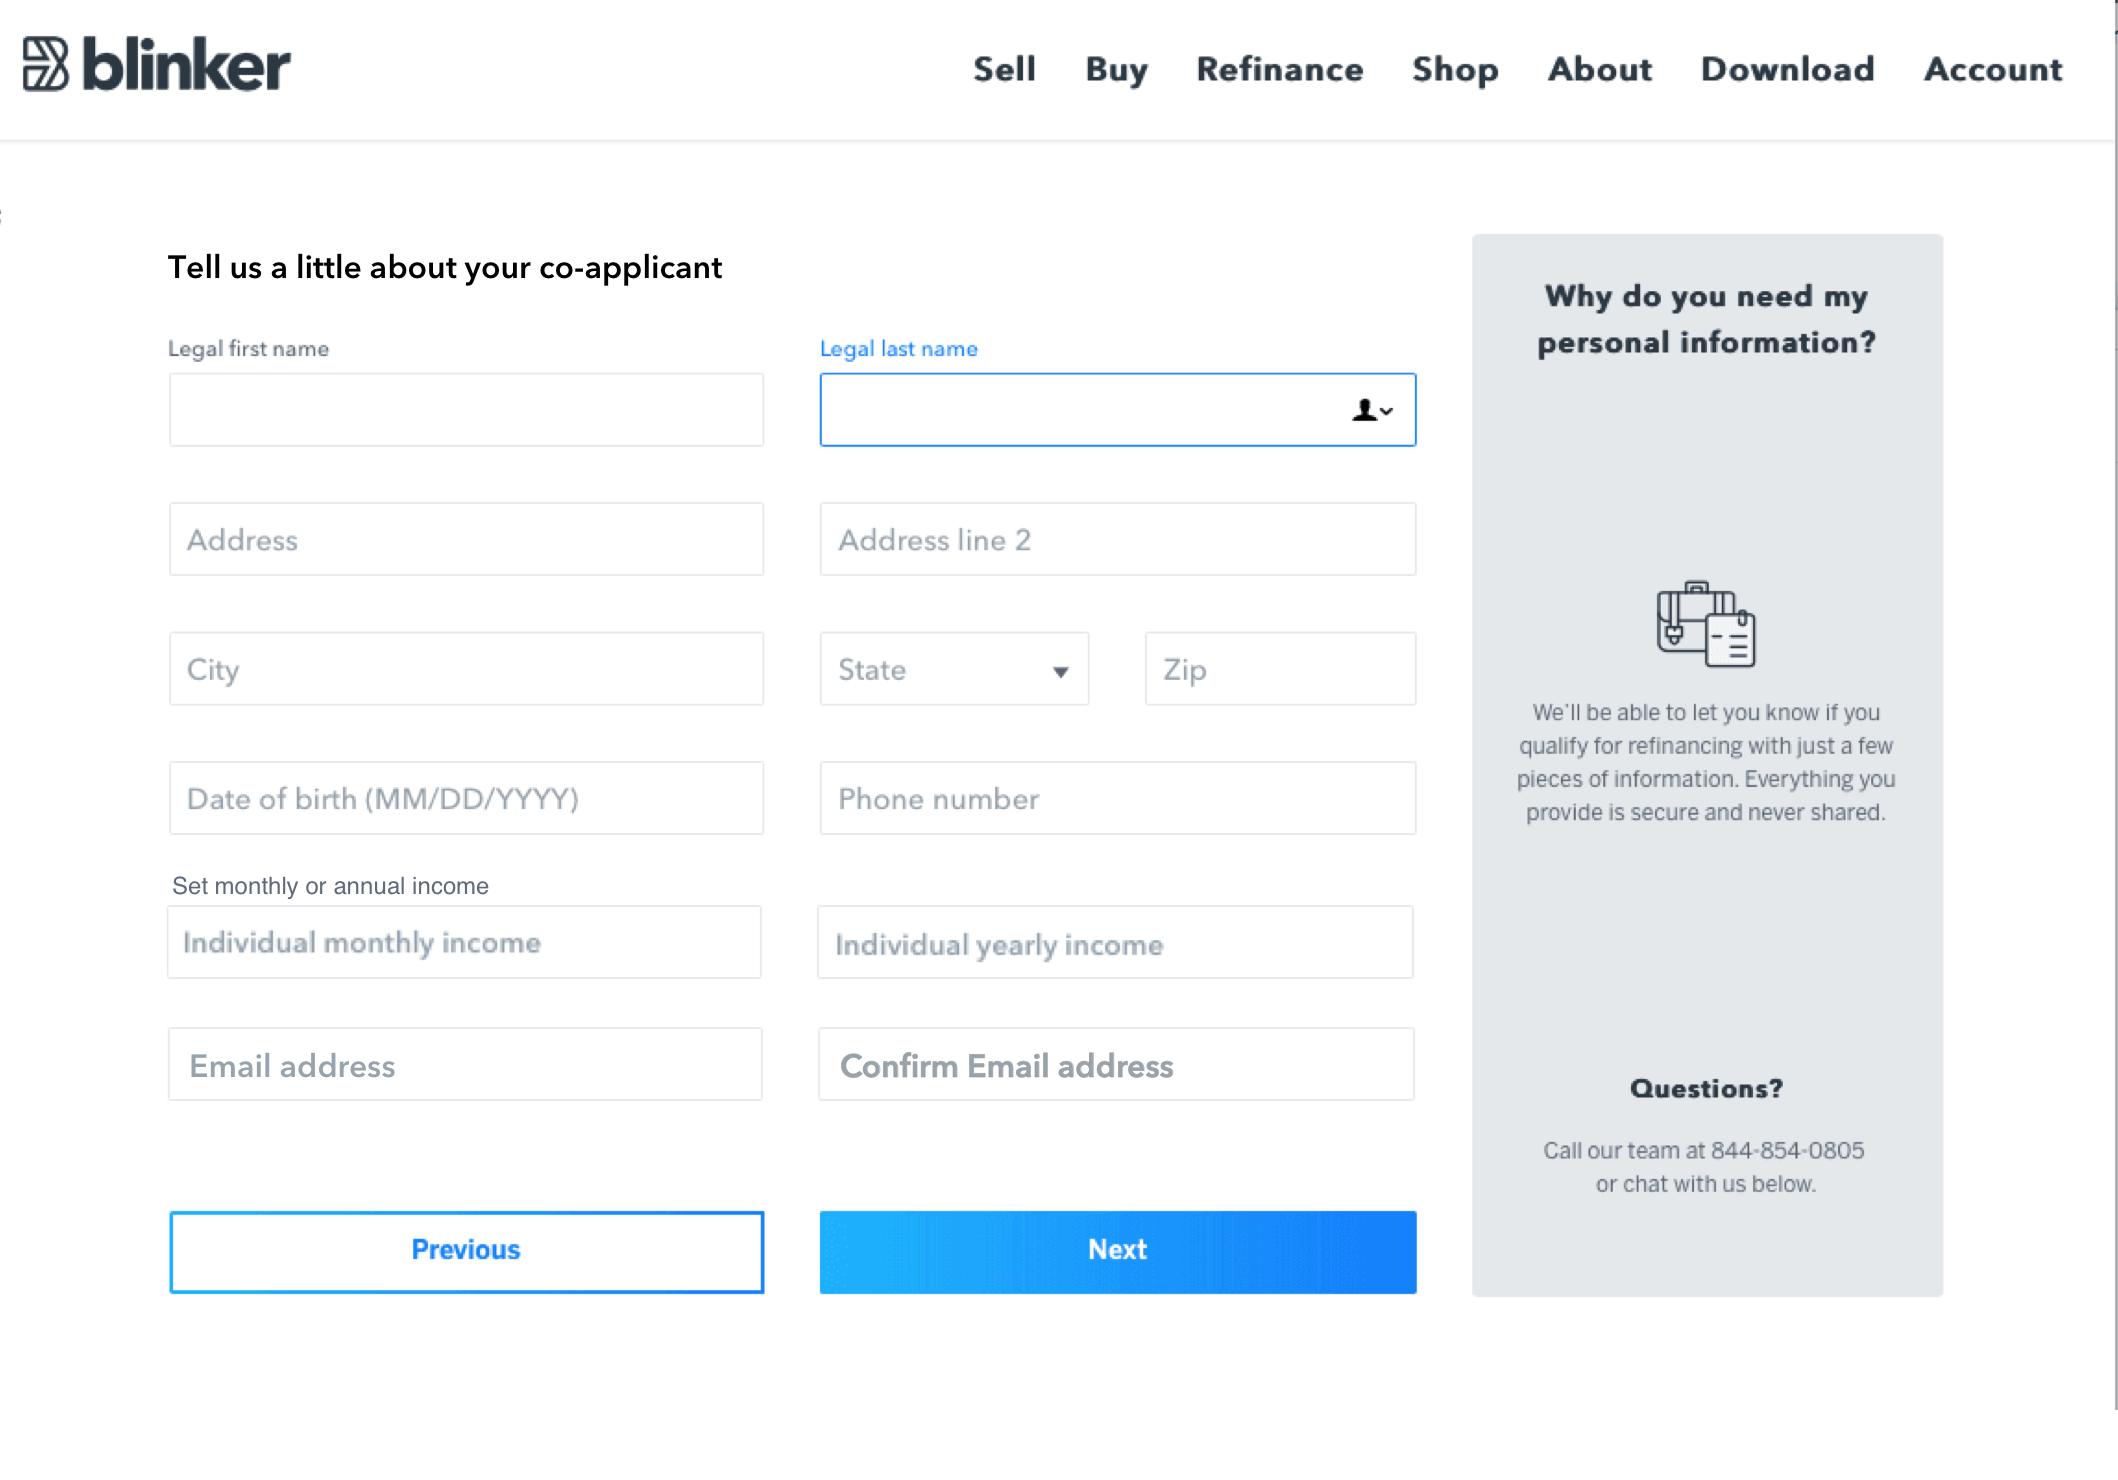 blinker
Sell Buy Refinance Shop About Download Account
Tell us a little about your co-applicant
Legal first name
Legal last name
Address
Address line 2
City
State
Zip
Date of birth (MM/DD/YYYY)
Phone number
Set monthly or annual income
Individual monthly income
Individual yearly income
Email address
Confirm Email address
Previous
Next
Why do you need my
personal information?
We'll be able to let you know if you
qualify for refinancing with just a few
pieces of information. Everything you
provide is secure and never shared.
Questions?
Call our team at 844-854-0805
or chat with us below.